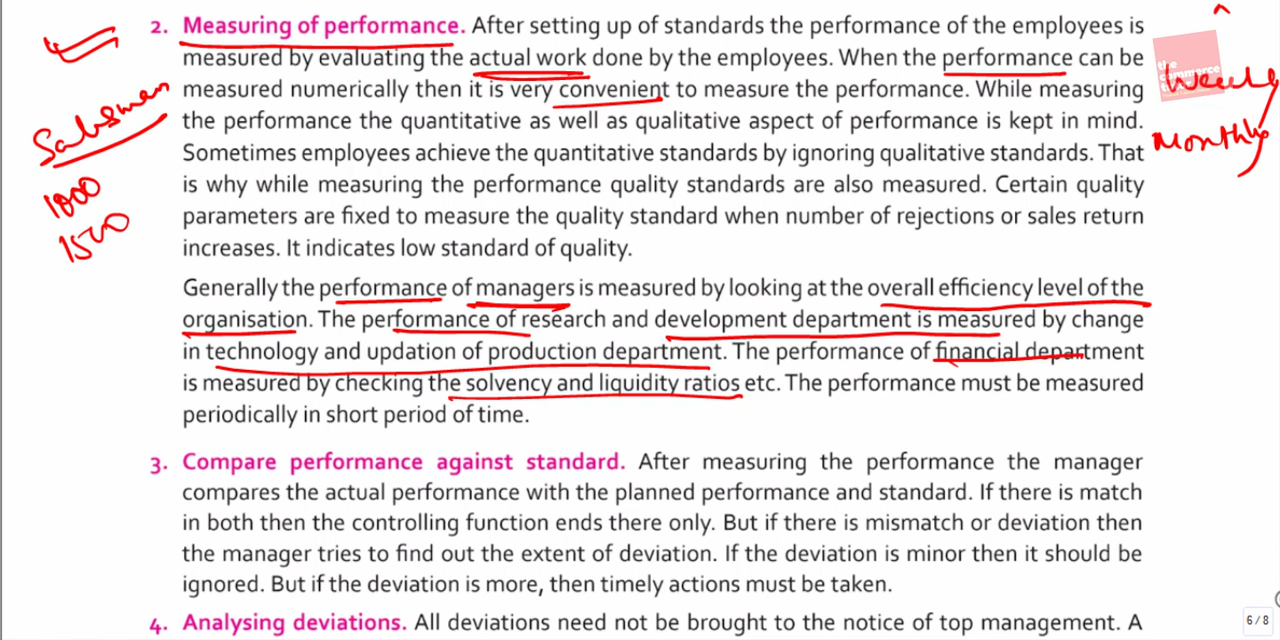 2. Measuring of performance. After setting up of standards the performance of the employees is
measured by evaluating the actual work done by the employees. When the performance can be
measured numerically then it is very convenient to measure the performance. While measuring
the performance the quantitative as well as qualitative aspect of performance is kept in mind.
Sometimes employees achieve the quantitative standards by ignoring qualitative standards. That
is why while measuring the performance quality standards are also measured. Certain quality
parameters are fixed to measure the quality standard when number of rejections or sales return
increases. It indicates low standard of quality.
Salesman
1000
1500
the
commerce
Weekly
Monthly
Generally the performance of managers is measured by looking at the overall efficiency level of the
organisation. The performance of research and development department is measured by change
in technology and updation of production department. The performance of financial department
is measured by checking the solvency and liquidity ratios etc. The performance must be measured
periodically in short period of time.
3. Compare performance against standard. After measuring the performance the manager
compares the actual performance with the planned performance and standard. If there is match
in both then the controlling function ends there only. But if there is mismatch or deviation then
the manager tries to find out the extent of deviation. If the deviation is minor then it should be
ignored. But if the deviation is more, then timely actions must be taken.
4. Analysing deviations. All deviations need not be brought to the notice of top management. A
6 / 8